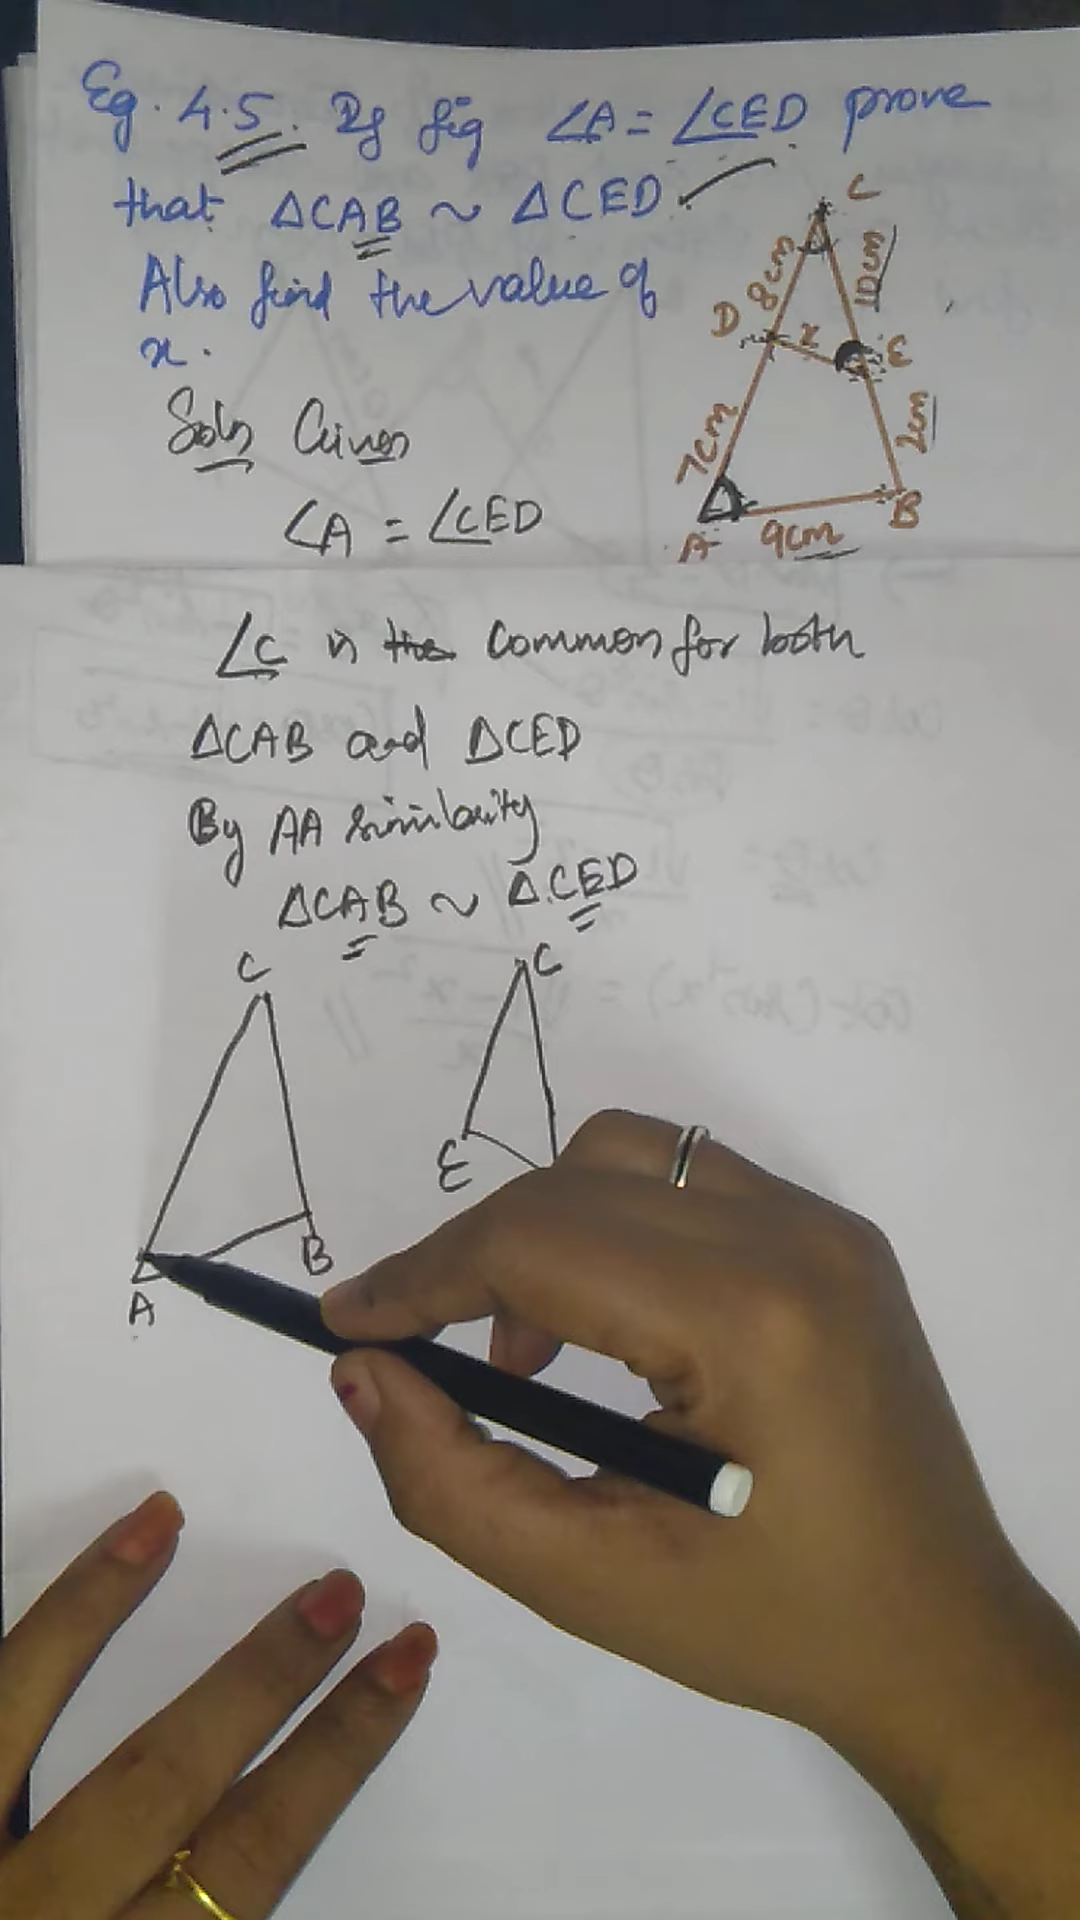 Eg. 4.5. If fig ∠A = ∠CED prove
that ΔCAB ~ ΔCED
Also find the value of
x.
C
8cm
10cm
D
x
E
7cm
2cm
A
9cm
B
Soln Given
∠A = ∠CED
∠C is the common for both
ΔCAB and ΔCED
By AA similarity
ΔCAB ~ ΔCED
C
C
E
B
A